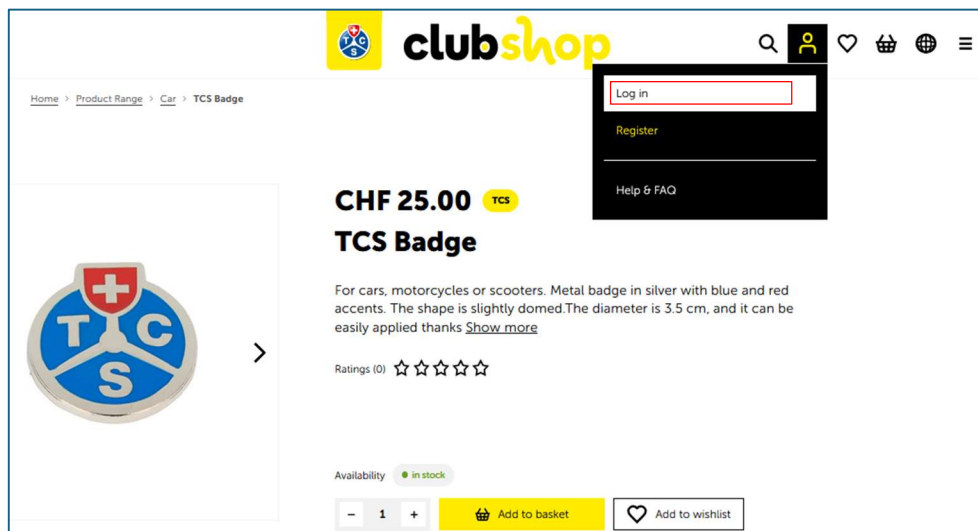 TCS
clubshop
Home > Product Range > Car > TCS Badge
Log in
Register
Help & FAQ
CHF 25.00 TCS
TCS Badge
For cars, motorcycles or scooters. Metal badge in silver with blue and red
accents. The shape is slightly domed.The diameter is 3.5 cm, and it can be
easily applied thanks Show more
T C
S
Ratings (0)
Availability in stock
- 1 + Add to basket Add to wishlist